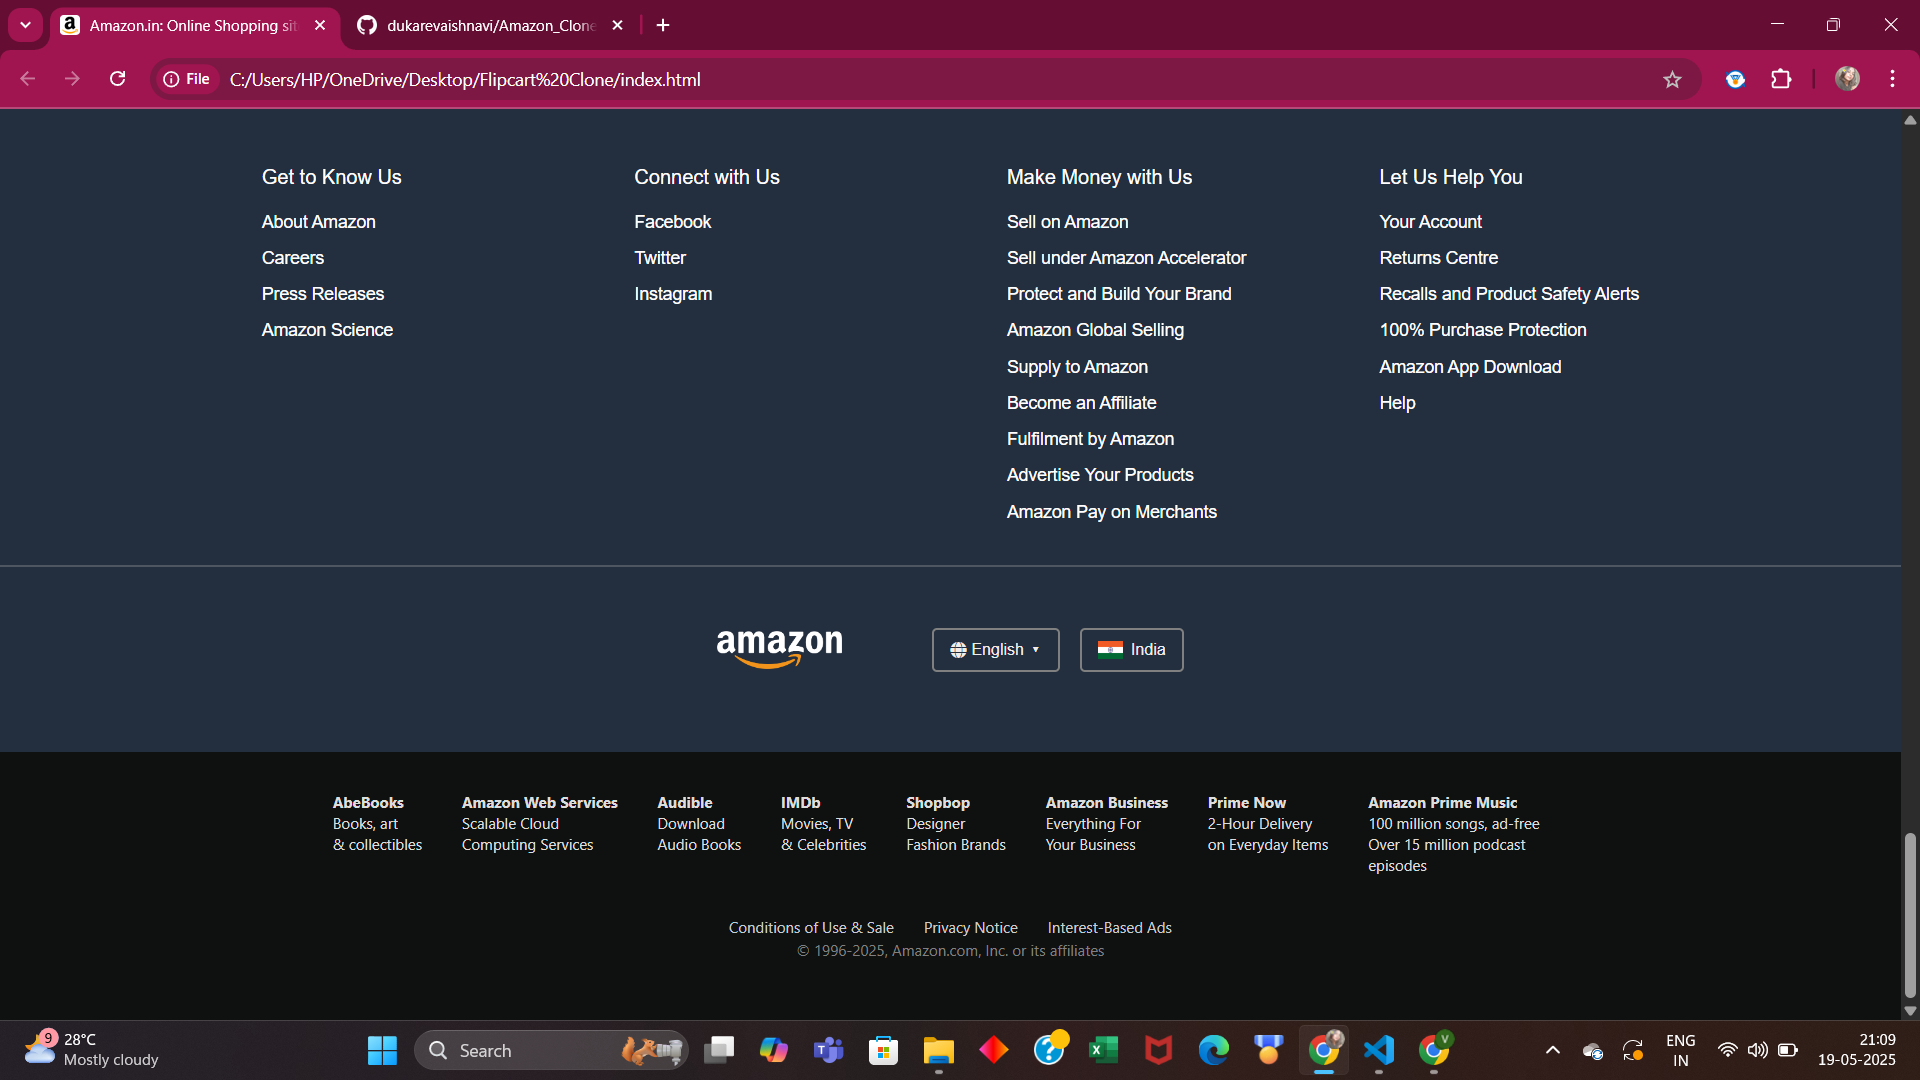 Amazon.in: Online Shopping sit
dukarevaishnavi/Amazon_Clone
File
C:/Users/HP/OneDrive/Desktop/Flipcart%20Clone/index.html
Get to Know Us
About Amazon
Careers
Press Releases
Amazon Science
Connect with Us
Facebook
Twitter
Instagram
Make Money with Us
Sell on Amazon
Sell under Amazon Accelerator
Protect and Build Your Brand
Amazon Global Selling
Supply to Amazon
Become an Affiliate
Fulfilment by Amazon
Advertise Your Products
Amazon Pay on Merchants
Let Us Help You
Your Account
Returns Centre
Recalls and Product Safety Alerts
100% Purchase Protection
Amazon App Download
Help
amazon
English
India
AbeBooks
Books, art
& collectibles
Amazon Web Services
Scalable Cloud
Computing Services
Audible
Download
Audio Books
IMDb
Movies, TV
& Celebrities
Shopbop
Designer
Fashion Brands
Amazon Business
Everything For
Your Business
Prime Now
2-Hour Delivery
on Everyday Items
Amazon Prime Music
100 million songs, ad-free
Over 15 million podcast
episodes
Conditions of Use & Sale Privacy Notice Interest-Based Ads
© 1996-2025, Amazon.com, Inc. or its affiliates
9
28°C
Mostly cloudy
Search
V
ENG
IN
21:09
19-05-2025